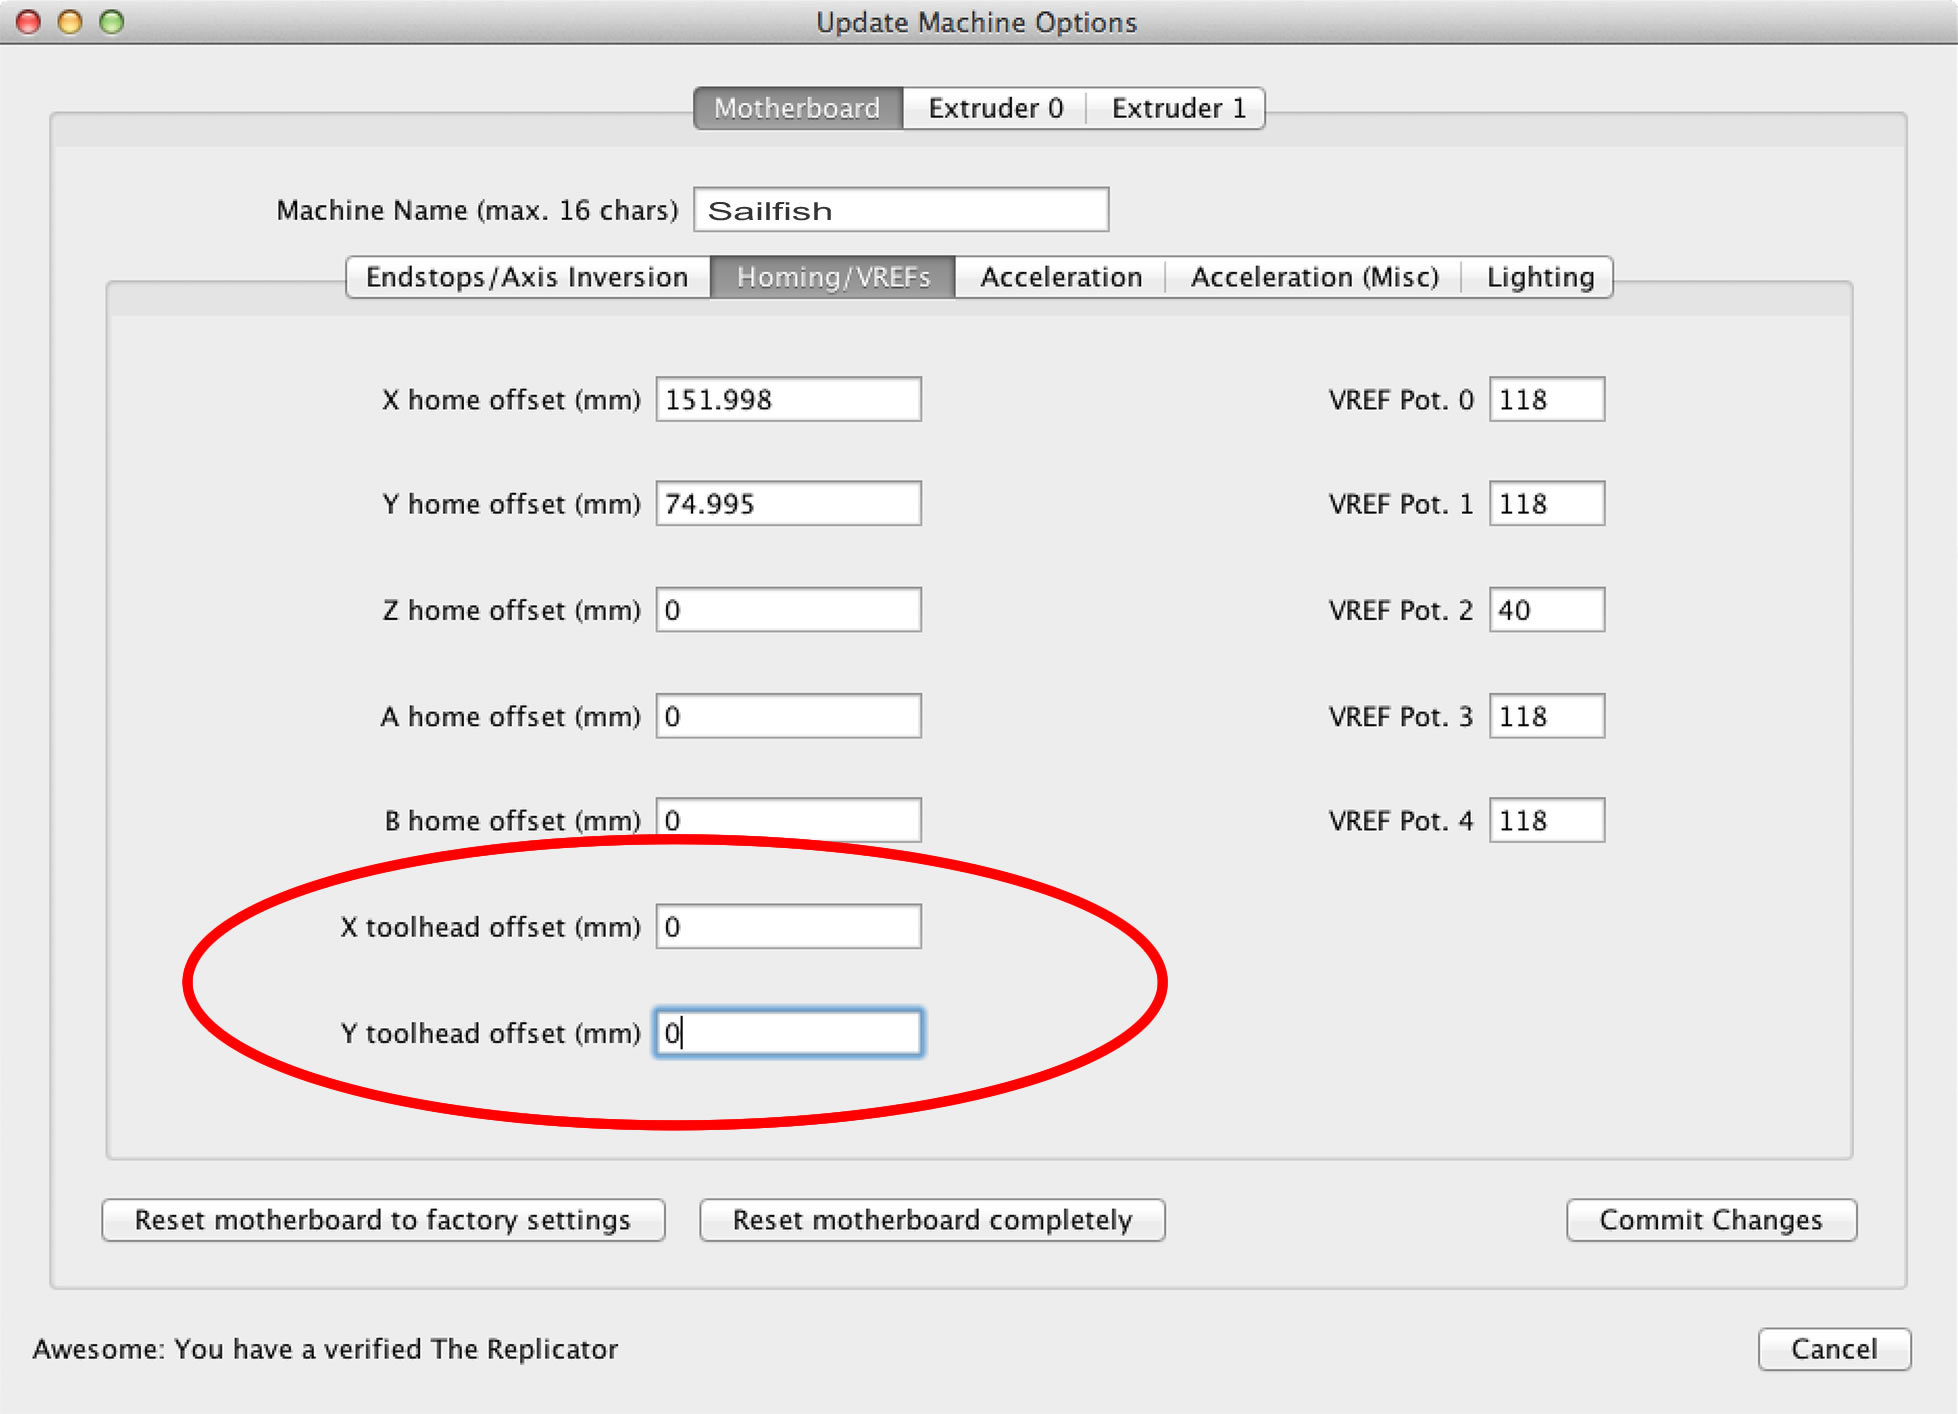 Update Machine Options
Motherboard Extruder 0 Extruder 1
Machine Name (max. 16 chars) Sailfish
Endstops/Axis Inversion Homing/VREFs Acceleration Acceleration (Misc) Lighting
X home offset (mm) 151.998 VREF Pot. 0 118
Y home offset (mm) 74.995 VREF Pot. 1 118
Z home offset (mm) 0 VREF Pot. 2 40
A home offset (mm) 0 VREF Pot. 3 118
B home offset (mm) 0 VREF Pot. 4 118
X toolhead offset (mm) 0
Y toolhead offset (mm) 0
Reset motherboard to factory settings Reset motherboard completely Commit Changes
Awesome: You have a verified The Replicator Cancel